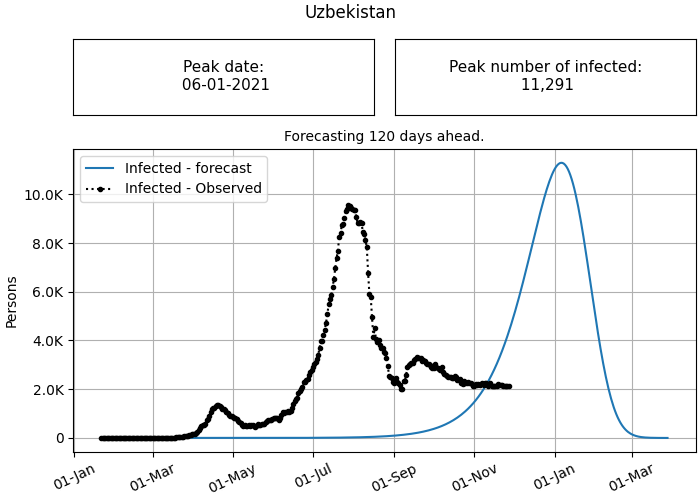 Uzbekistan
Peak date:
06-01-2021
Peak number of infected:
11,291
Forecasting 120 days ahead.
Infected - forecast
Infected - Observed
Persons
10.0K
8.0K
6.0K
4.0K
2.0K
0
01-Jan
01-Mar
01-May
01-Jul
01-Sep
01-Nov
01-Jan
01-Mar